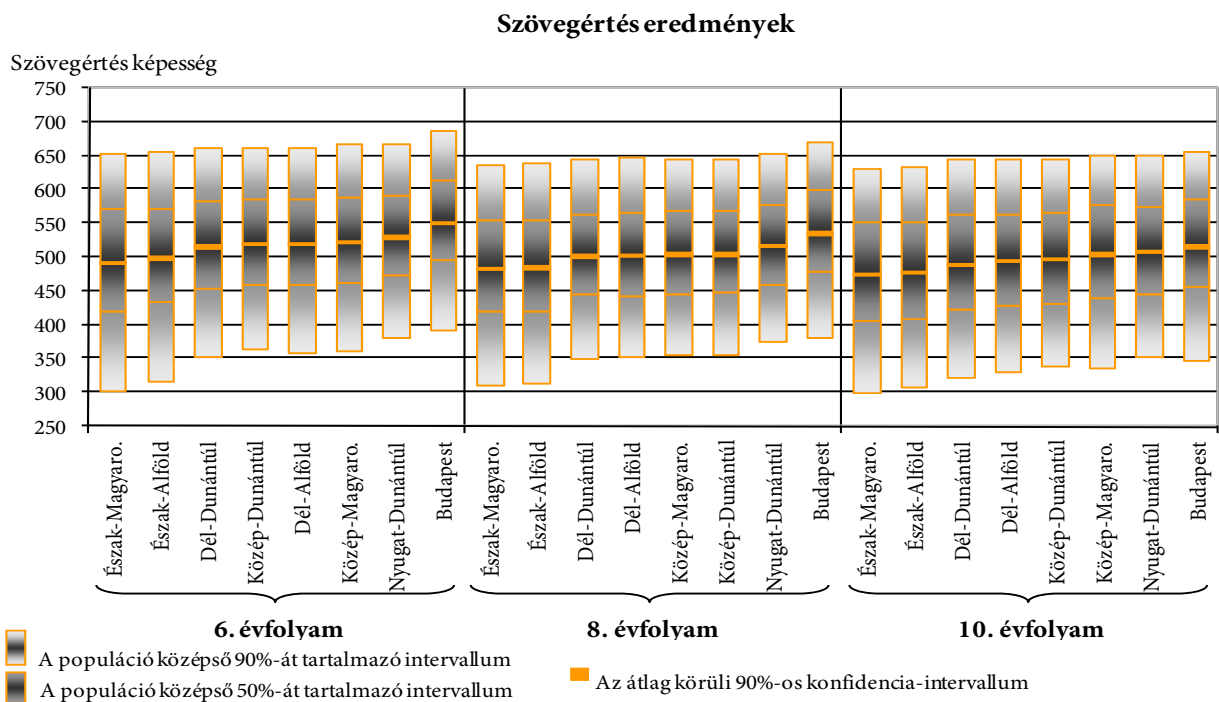 Szövegértés eredmények
Szövegértés képesség
750
700
650
600
550
500
450
400
350
300
250
Észak-Magyaro.
Észak-Alföld
Dél-Dunántúl
Közép-Dunántúl
Dél-Alföld
Közép-Magyaro.
Nyugat-Dunántúl
Budapest
Észak-Magyaro.
Észak-Alföld
Dél-Dunántúl
Dél-Alföld
Közép-Magyaro.
Közép-Dunántúl
Nyugat-Dunántúl
Budapest
Észak-Magyaro.
Észak-Alföld
Dél-Dunántúl
Dél-Alföld
Közép-Dunántúl
Közép-Magyaro.
Nyugat-Dunántúl
Budapest
6. évfolyam
8. évfolyam
10. évfolyam
A populáció középső 90%-át tartalmazó intervallum
A populáció középső 50%-át tartalmazó intervallum
Az átlag körüli 90%-os konfidencia-intervallum